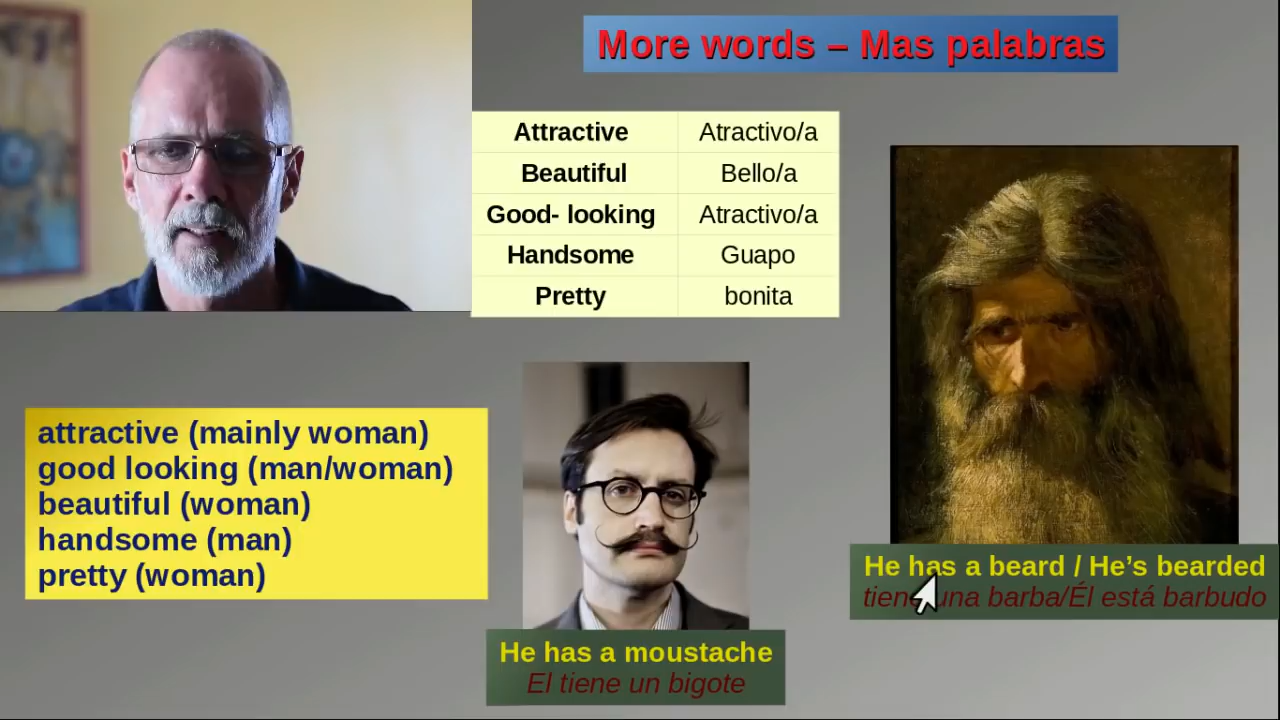 More words – Mas palabras
Attractive Atractivo/a
Beautiful Bello/a
Good- looking Atractivo/a
Handsome Guapo
Pretty bonita
attractive (mainly woman)
good looking (man/woman)
beautiful (woman)
handsome (man)
pretty (woman)
He has a moustache
El tiene un bigote
He has a beard / He’s bearded
tiene una barba/Él está barbudo